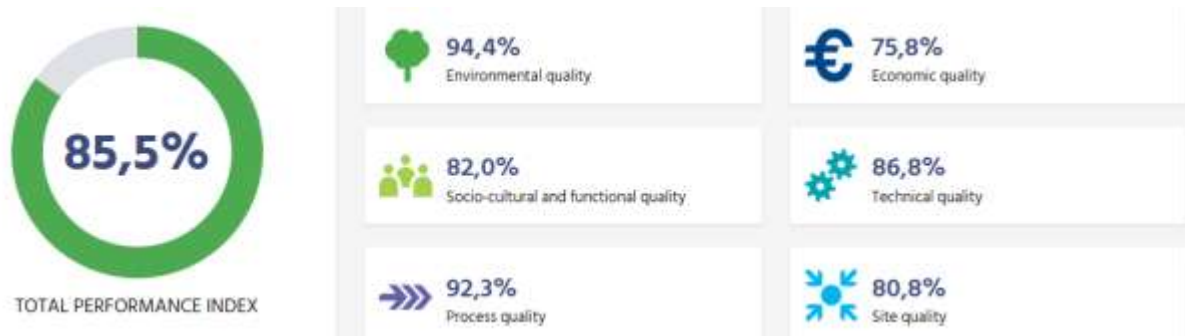 85,5%
TOTAL PERFORMANCE INDEX
94,4%
Environmental quality
75,8%
Economic quality
82,0%
Socio-cultural and functional quality
86,8%
Technical quality
92,3%
Process quality
80,8%
Site quality